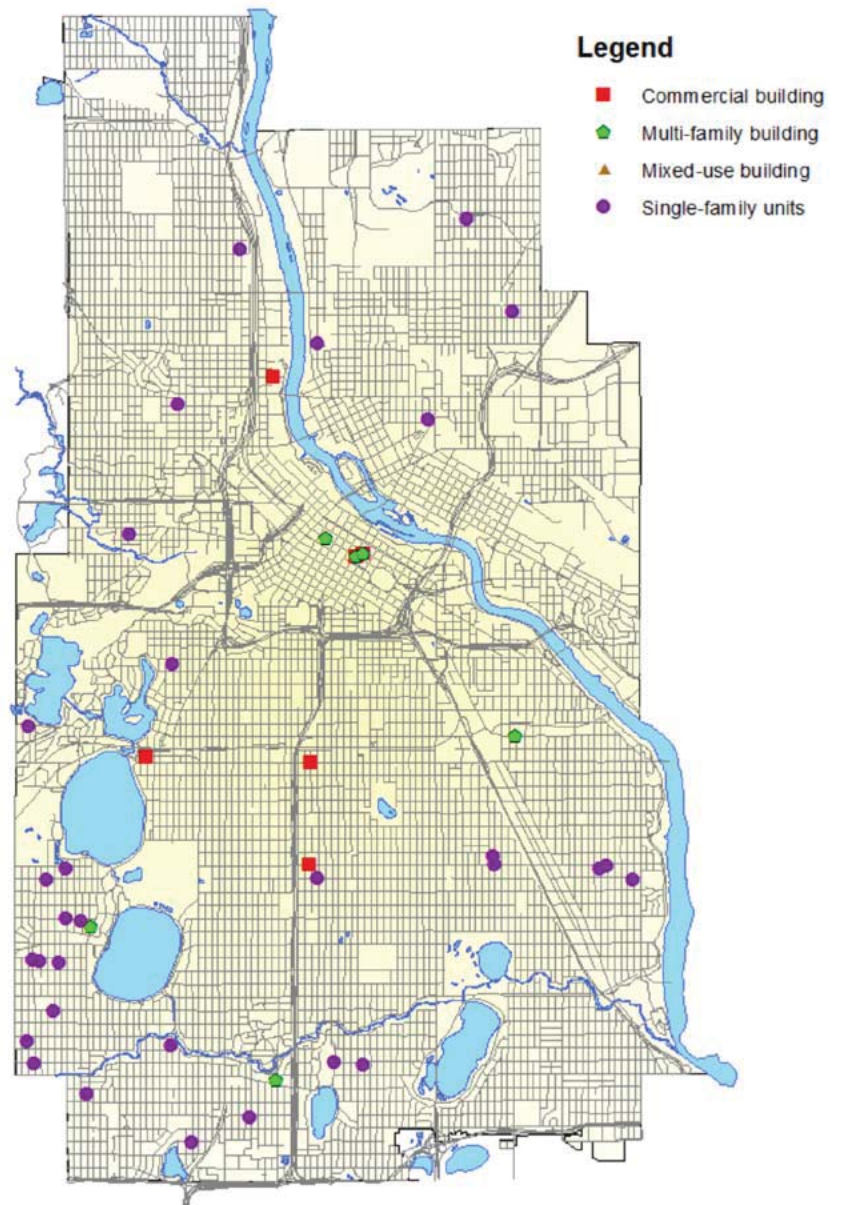 Legend
Commercial building
Multi-family building
Mixed-use building
Single-family units